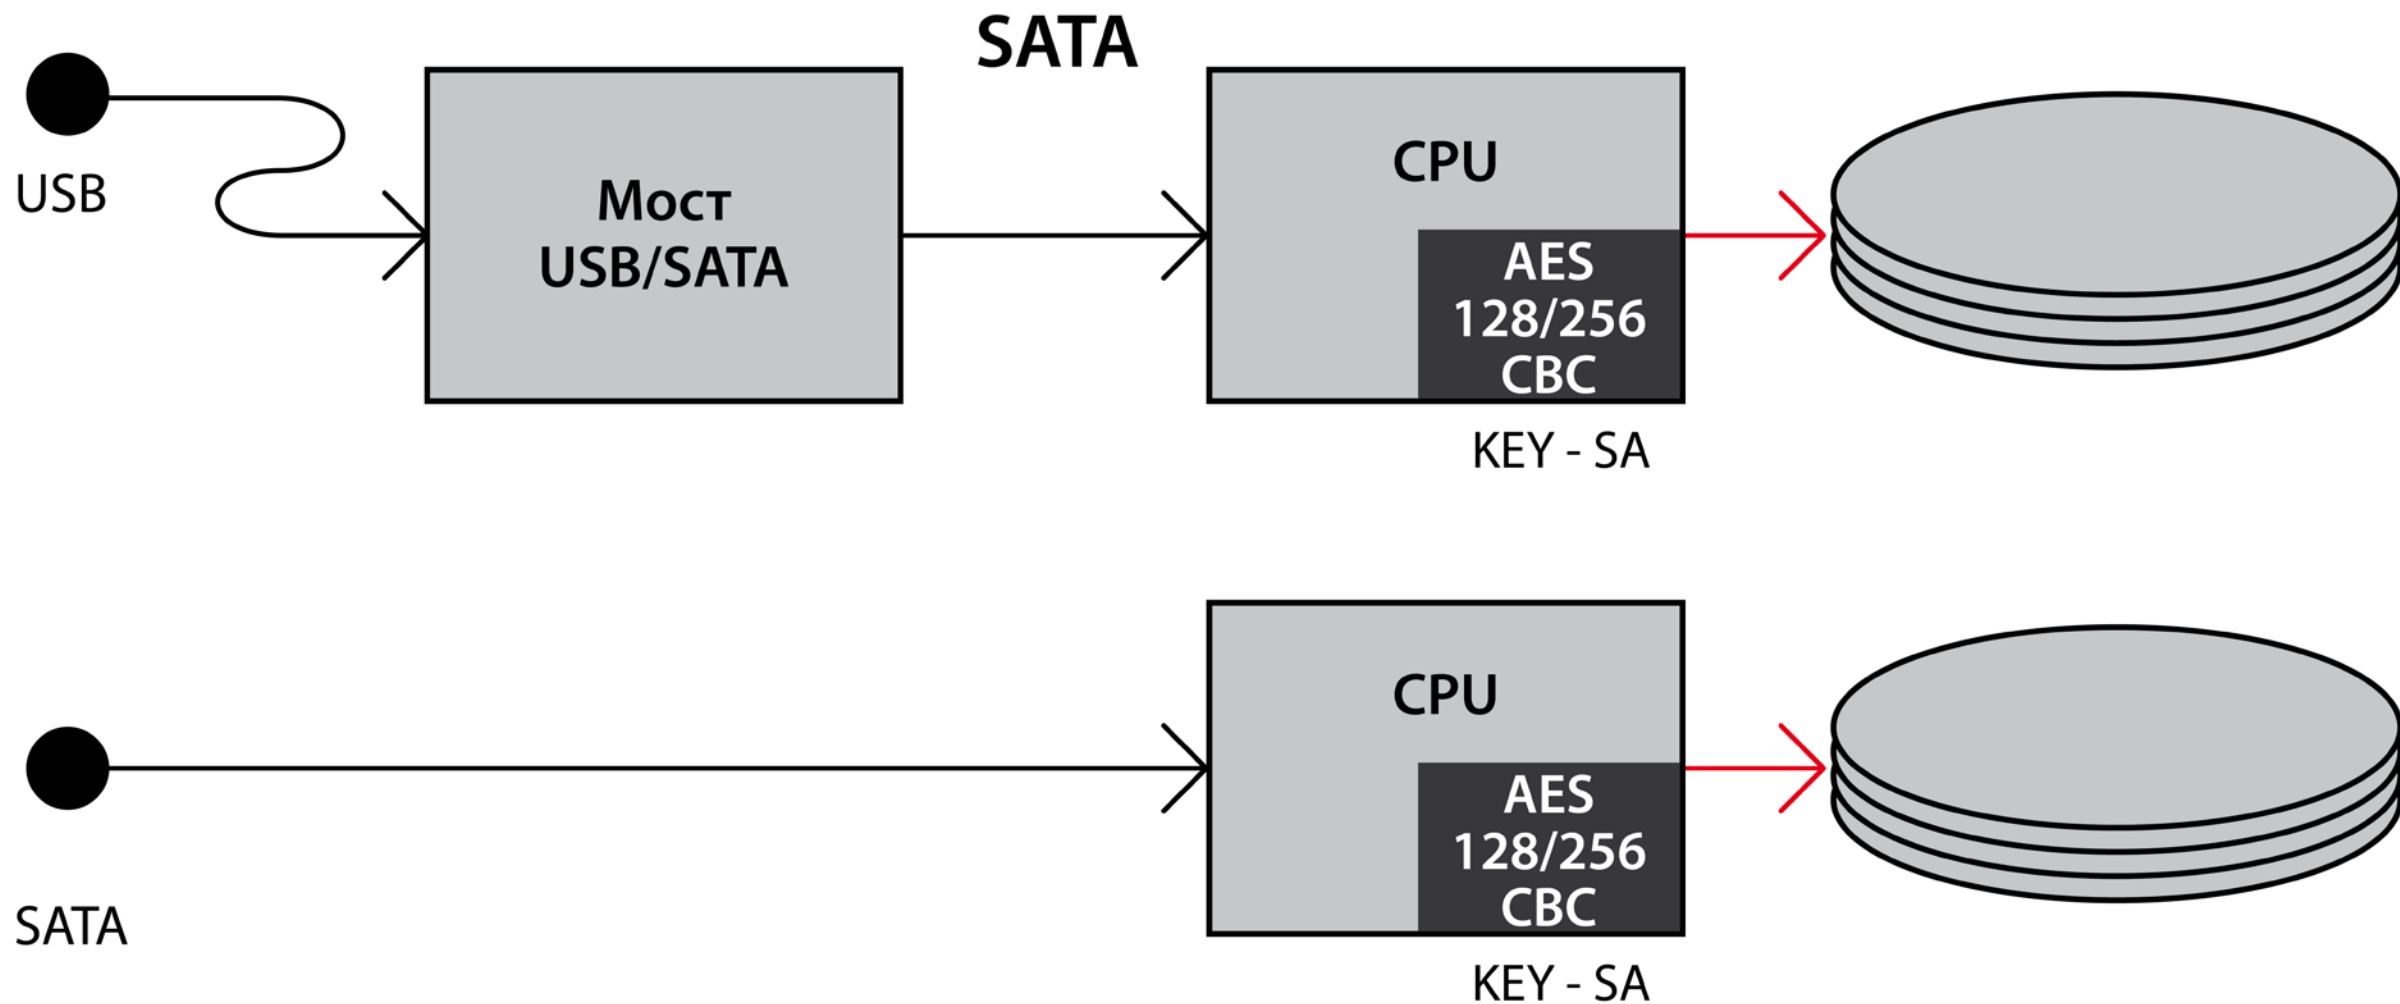 SATA
USB
Мост
USB/SATA
CPU
AES
128/256
CBC
KEY - SA
SATA
CPU
AES
128/256
CBC
KEY - SA